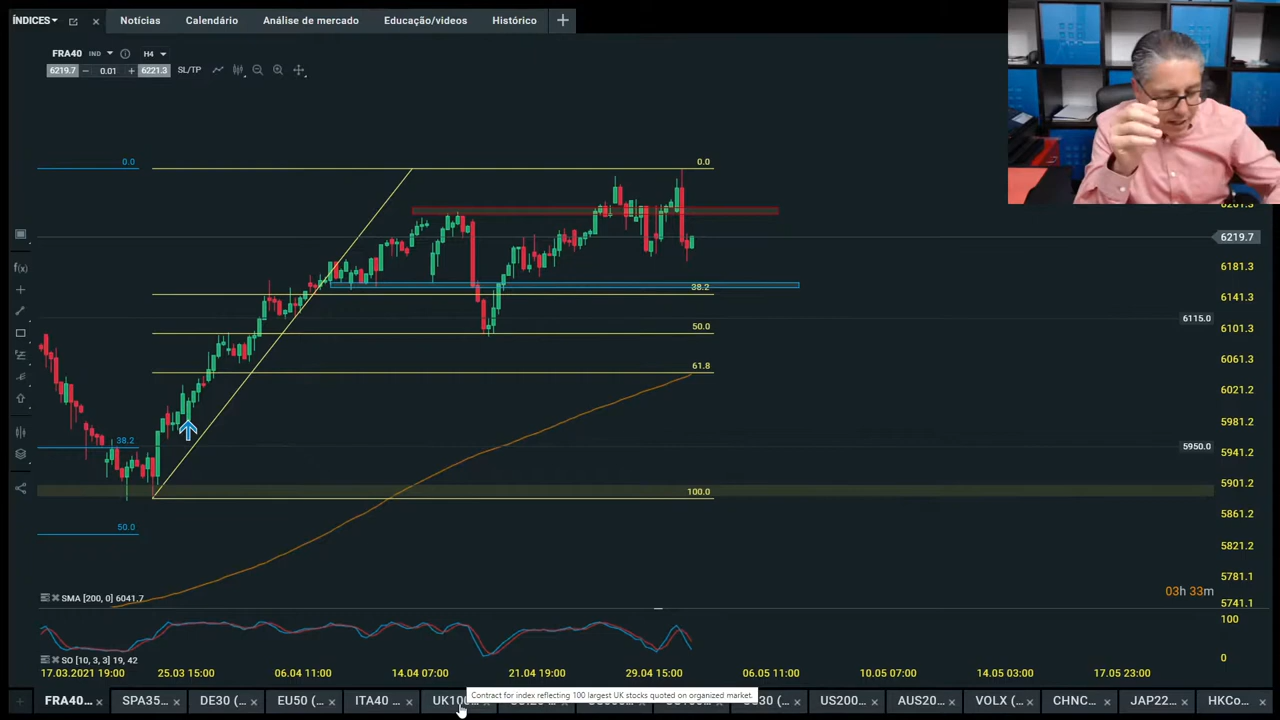 ÍNDICES
Notícias
Calendário
Análise de mercado
Educação/videos
Histórico
FRA40 IND H4
6219.7 − 0.01 + 6221.3 SL/TP
0.0
0.0
6261.3
6219.7
6181.3
38.2
6141.3
6115.0
50.0
6101.3
61.8
6061.3
6021.2
5981.2
38.2
5950.0
5941.2
5901.2
100.0
5861.2
50.0
5821.2
5781.1
03h 33m
SMA [200, 0] 6041.7
5741.1
100
SO [10, 3, 3] 19, 42
0
17.03.2021 19:00
25.03 15:00
06.04 11:00
14.04 07:00
21.04 19:00
29.04 15:00
06.05 11:00
14.05 03:00
17.05 23:00
Contract for index reflecting 100 largest UK stocks quoted on organized market.
FRA40...
SPA35...
DE30 (...
EU50 (...
ITA40 ...
UK100...
US30 (...
US200...
AUS20...
VOLX (...
CHNC...
JAP22...
HKCo...